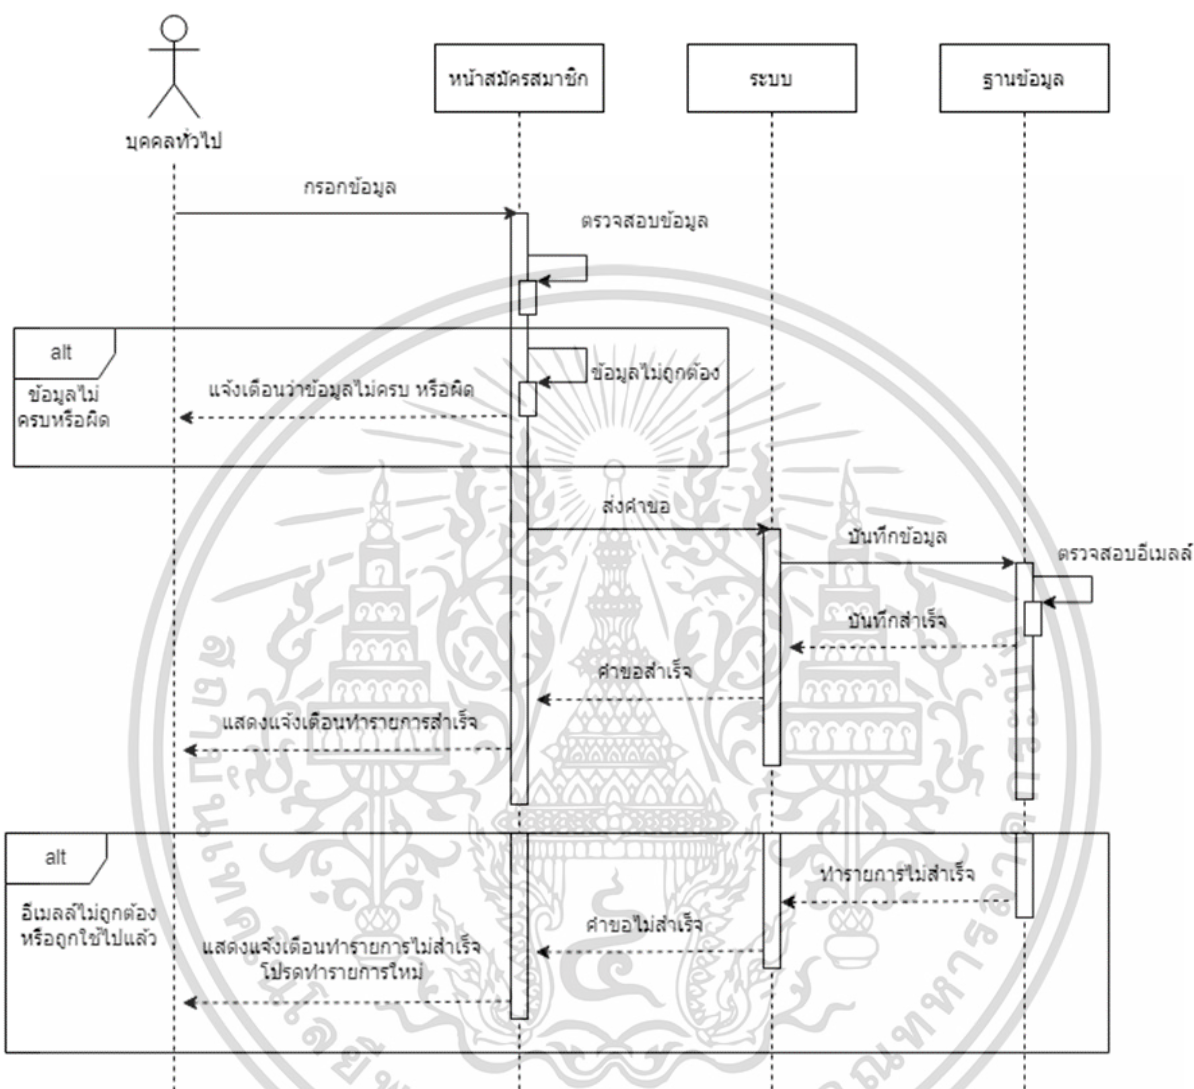 บุคคลทั่วไป
หน้าสมัครสมาชิก
ระบบ
ฐานข้อมูล
กรอกข้อมูล
ตรวจสอบข้อมูล
alt
ข้อมูลไม่
ครบหรือผิด
ข้อมูลไม่ถูกต้อง
แจ้งเตือนว่าข้อมูลไม่ครบ หรือผิด
ส่งคำขอ
บันทึกข้อมูล
ตรวจสอบอีเมลล์
บันทึกสำเร็จ
คำขอสำเร็จ
แสดงแจ้งเตือนทำรายการสำเร็จ
alt
อีเมลล์ไม่ถูกต้อง
หรือถูกใช้ไปแล้ว
ทำรายการไม่สำเร็จ
คำขอไม่สำเร็จ
แสดงแจ้งเตือนทำรายการไม่สำเร็จ
โปรดทำรายการใหม่